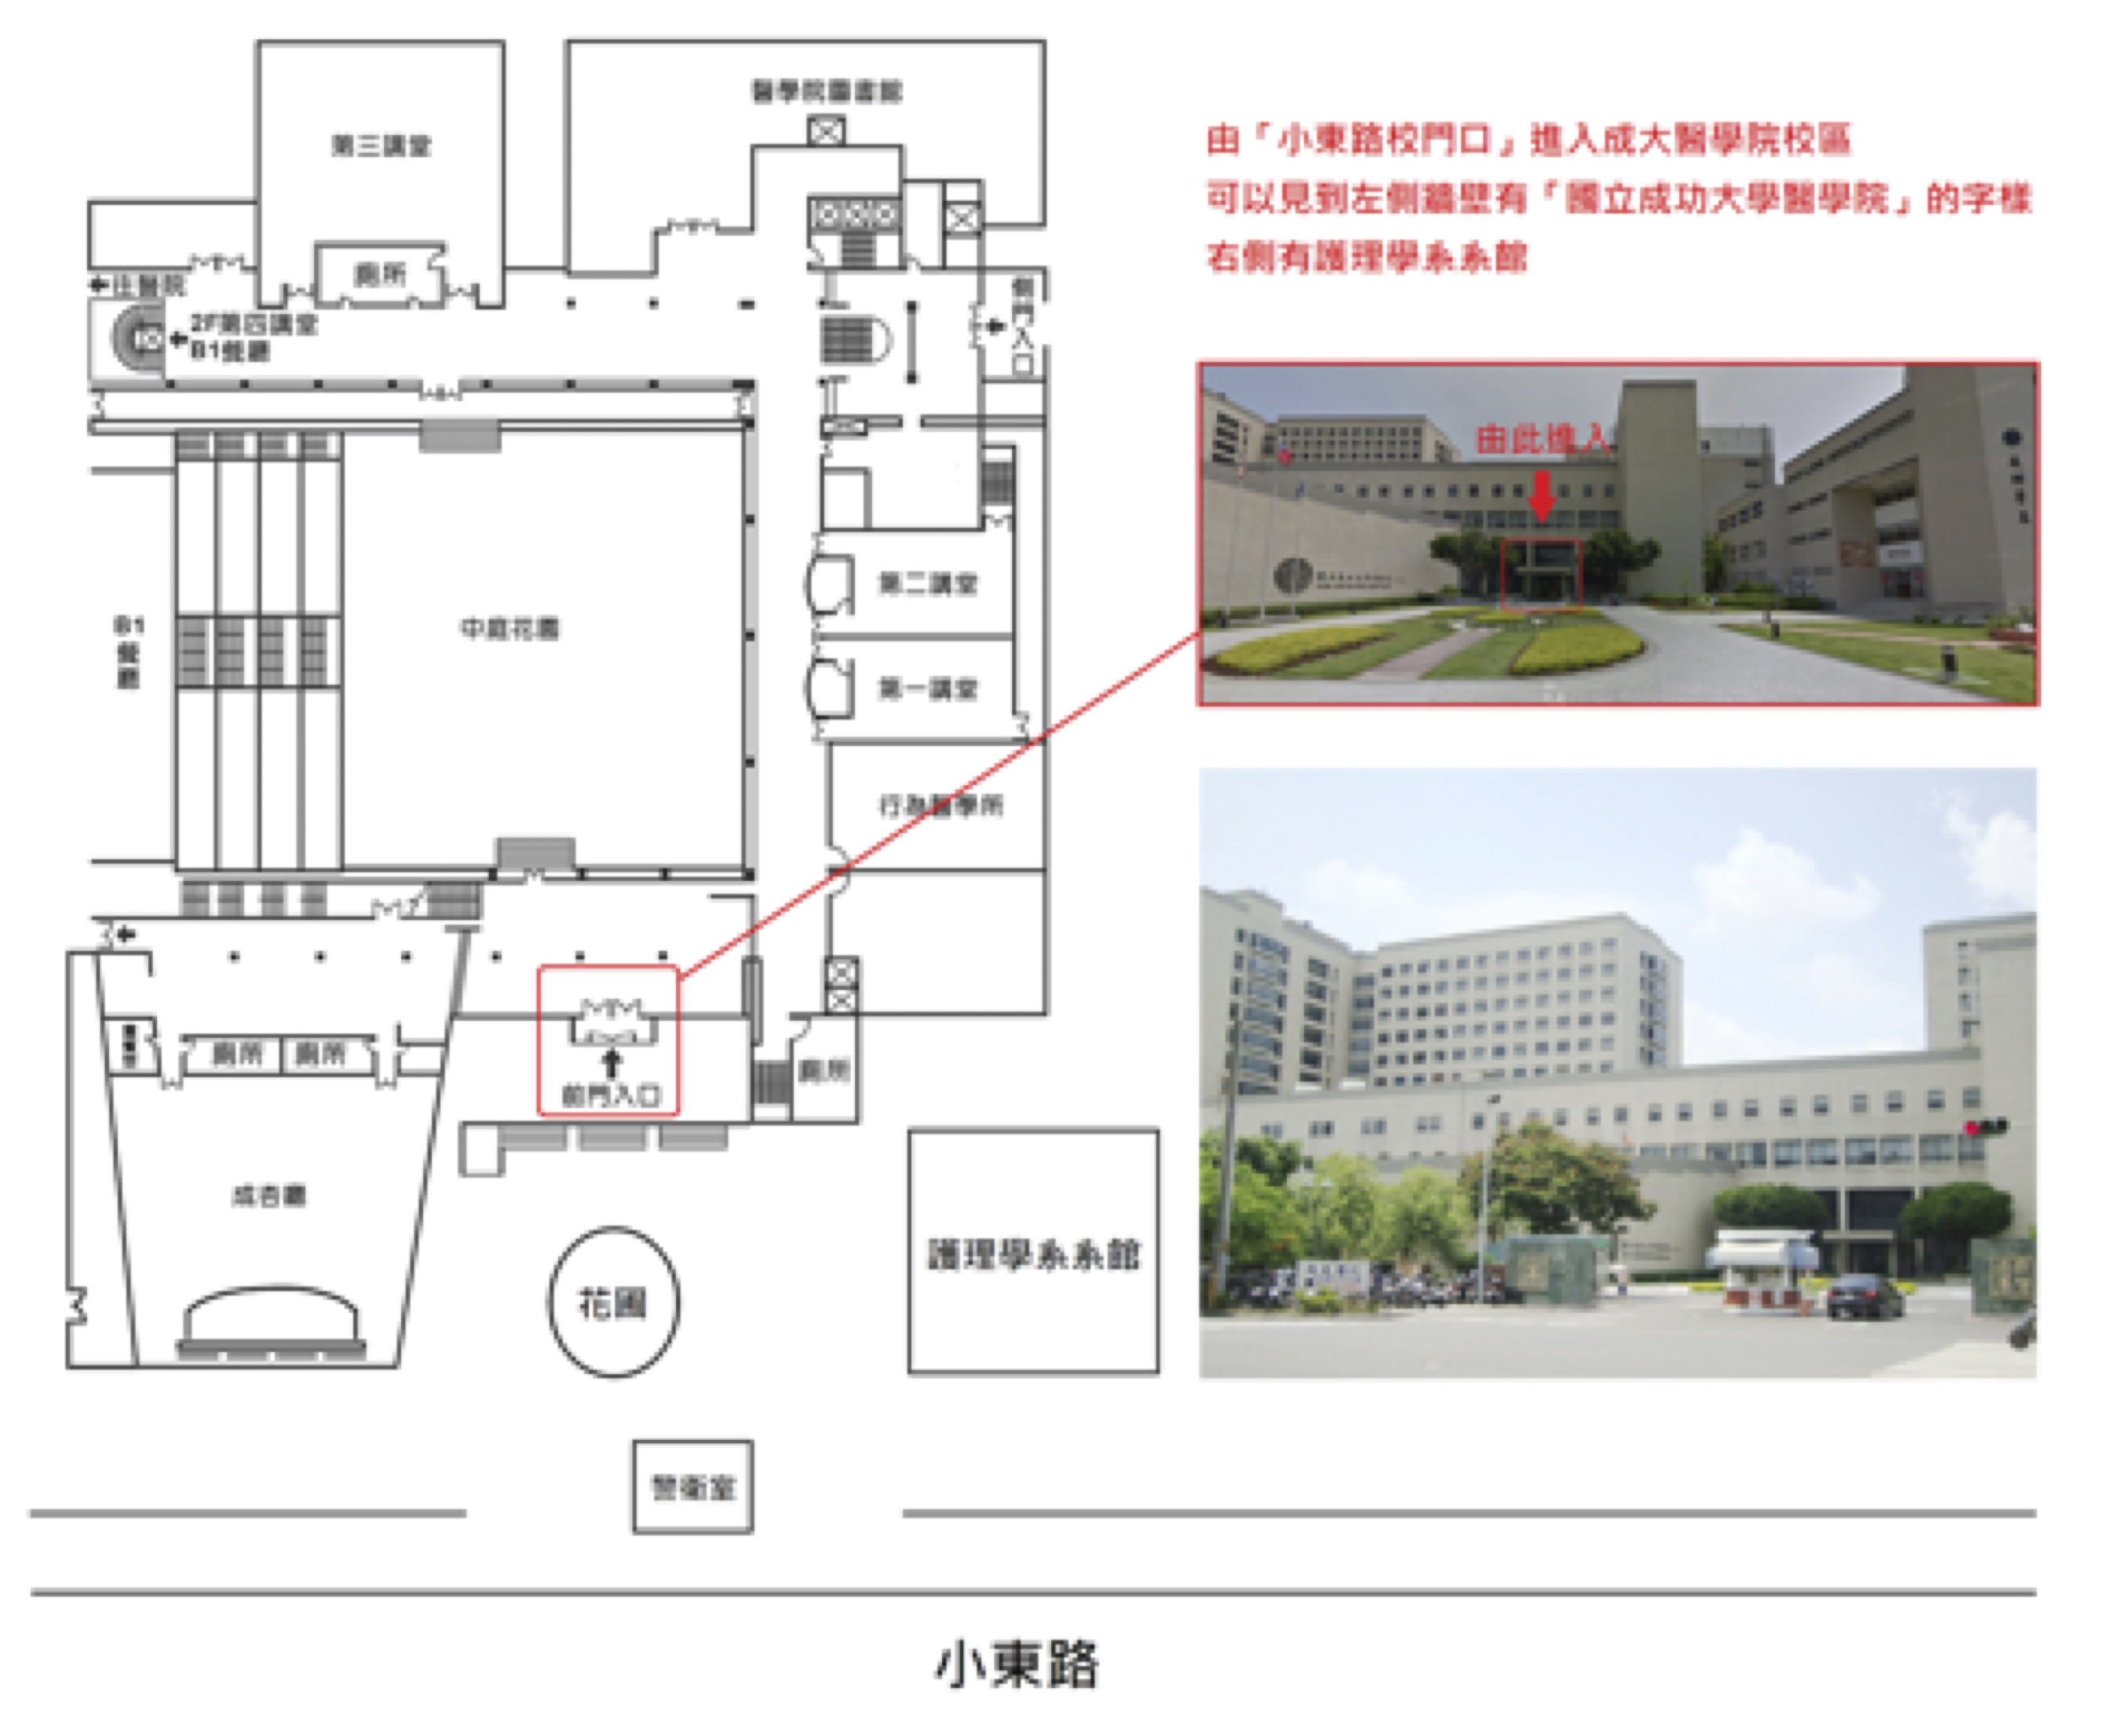 醫學院圖書館
第三講堂
廁所
往醫院
2F第四講堂
B1餐廳
側門入口
由「小東路校門口」進入成大醫學院校區
可以見到左側牆壁有「國立成功大學醫學院」的字樣
右側有護理學系系館
由此進入
第二講堂
中庭花園
B1餐廳
第一講堂
行為醫學所
廁所
廁所
前門入口
廁所
成杏廳
護理學系系館
花圃
警衛室
小東路